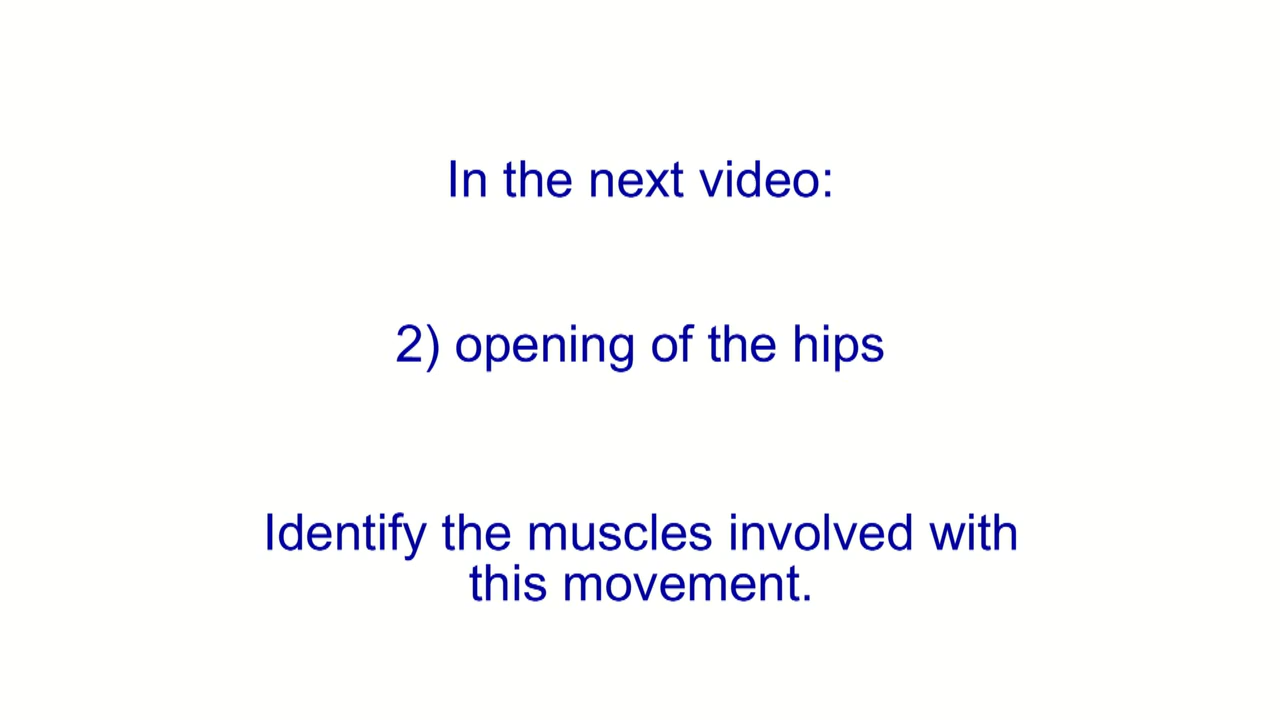 In the next video:
2) opening of the hips
Identify the muscles involved with
this movement.